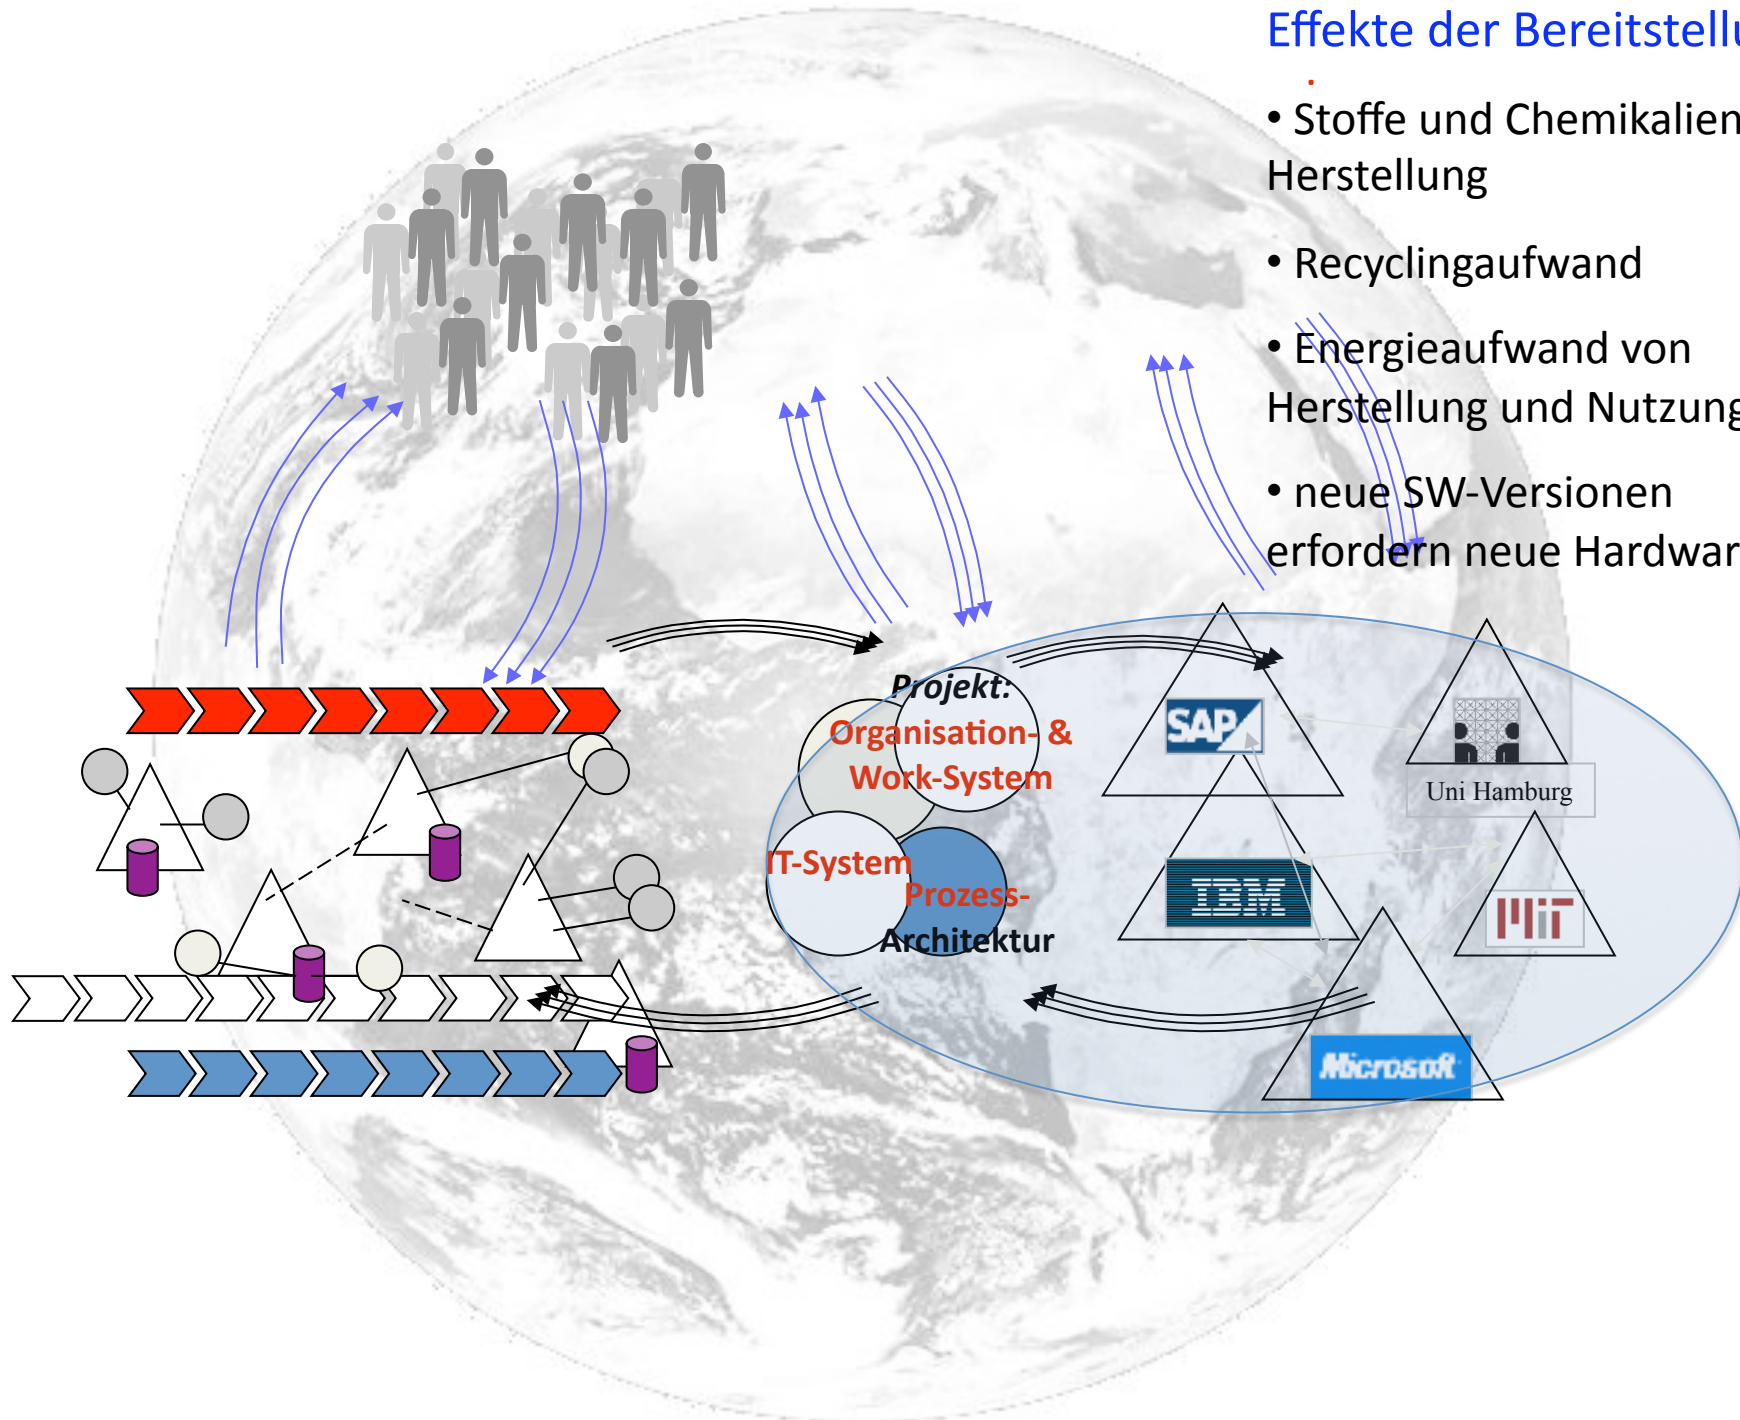 Effekte der Bereitstellu
• Stoffe und Chemikalien
Herstellung
• Recyclingaufwand
• Energieaufwand von
Herstellung und Nutzung
• neue SW-Versionen
erfordern neue Hardwar
Projekt:
Organisation- &
Work-System
IT-System
Prozess-
Architektur
SAP
Uni Hamburg
IBM
MIT
Microsoft